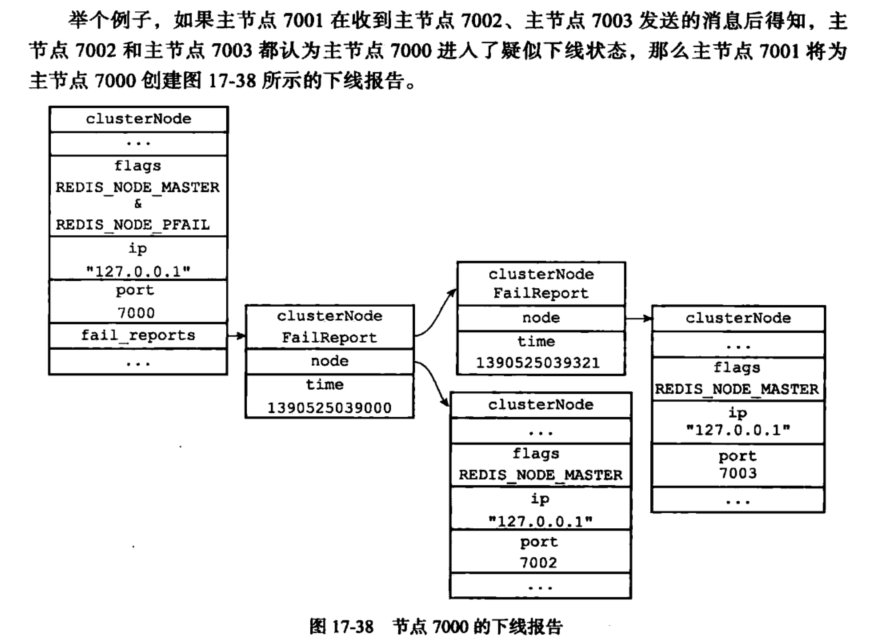 举个例子，如果主节点 7001 在收到主节点 7002、主节点 7003 发送的消息后得知，主
节点 7002 和主节点 7003 都认为主节点 7000 进入了疑似下线状态，那么主节点 7001 将为
主节点 7000 创建图 17-38 所示的下线报告。
clusterNode
...
flags
REDIS_NODE_MASTER
&
REDIS_NODE_PFAIL
ip
"127.0.0.1"
port
7000
fail_reports
...
clusterNode
FailReport
node
time
1390525039000
clusterNode
FailReport
node
time
1390525039321
clusterNode
...
flags
REDIS_NODE_MASTER
ip
"127.0.0.1"
port
7002
...
clusterNode
...
flags
REDIS_NODE_MASTER
ip
"127.0.0.1"
port
7003
...
图 17-38 节点 7000 的下线报告